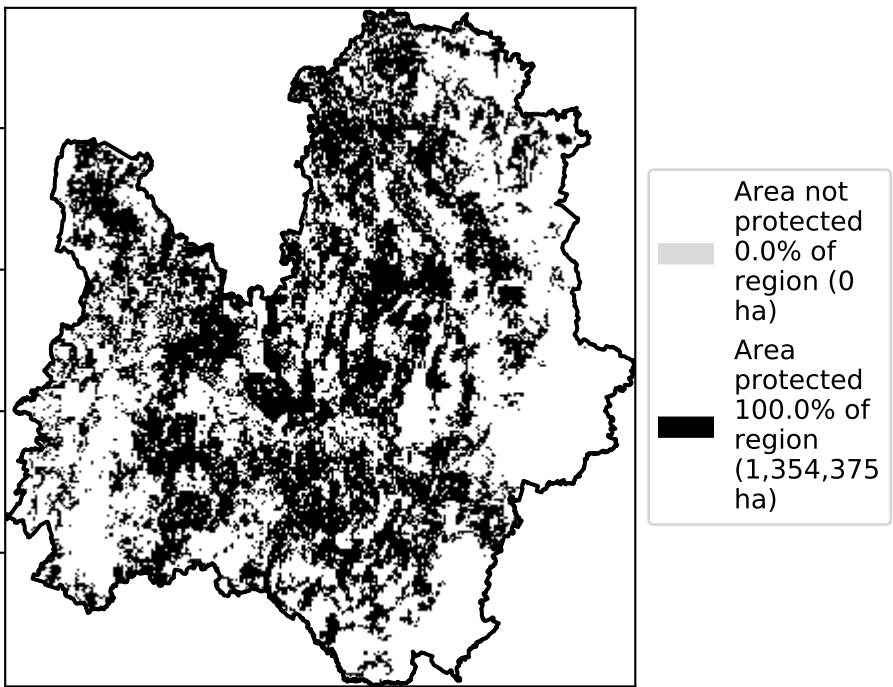 Area not
protected
0.0% of
region (0
ha)
Area
protected
100.0% of
region
(1,354,375
ha)